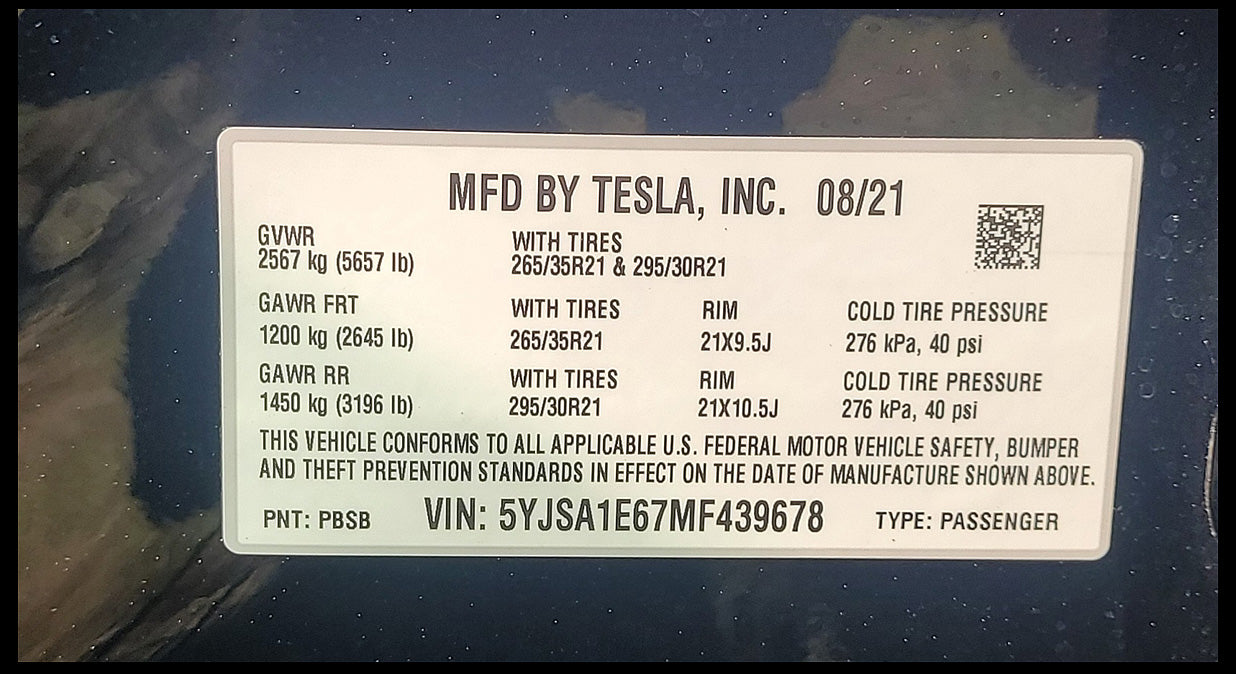 MFD BY TESLA, INC. 08/21
GVWR WITH TIRES
2567 kg (5657 lb) 265/35R21 & 295/30R21
GAWR FRT WITH TIRES RIM COLD TIRE PRESSURE
1200 kg (2645 lb) 265/35R21 21X9.5J 276 kPa, 40 psi
GAWR RR WITH TIRES RIM COLD TIRE PRESSURE
1450 kg (3196 lb) 295/30R21 21X10.5J 276 kPa, 40 psi
THIS VEHICLE CONFORMS TO ALL APPLICABLE U.S. FEDERAL MOTOR VEHICLE SAFETY, BUMPER
AND THEFT PREVENTION STANDARDS IN EFFECT ON THE DATE OF MANUFACTURE SHOWN ABOVE.
PNT: PBSB VIN: 5YJSA1E67MF439678 TYPE: PASSENGER